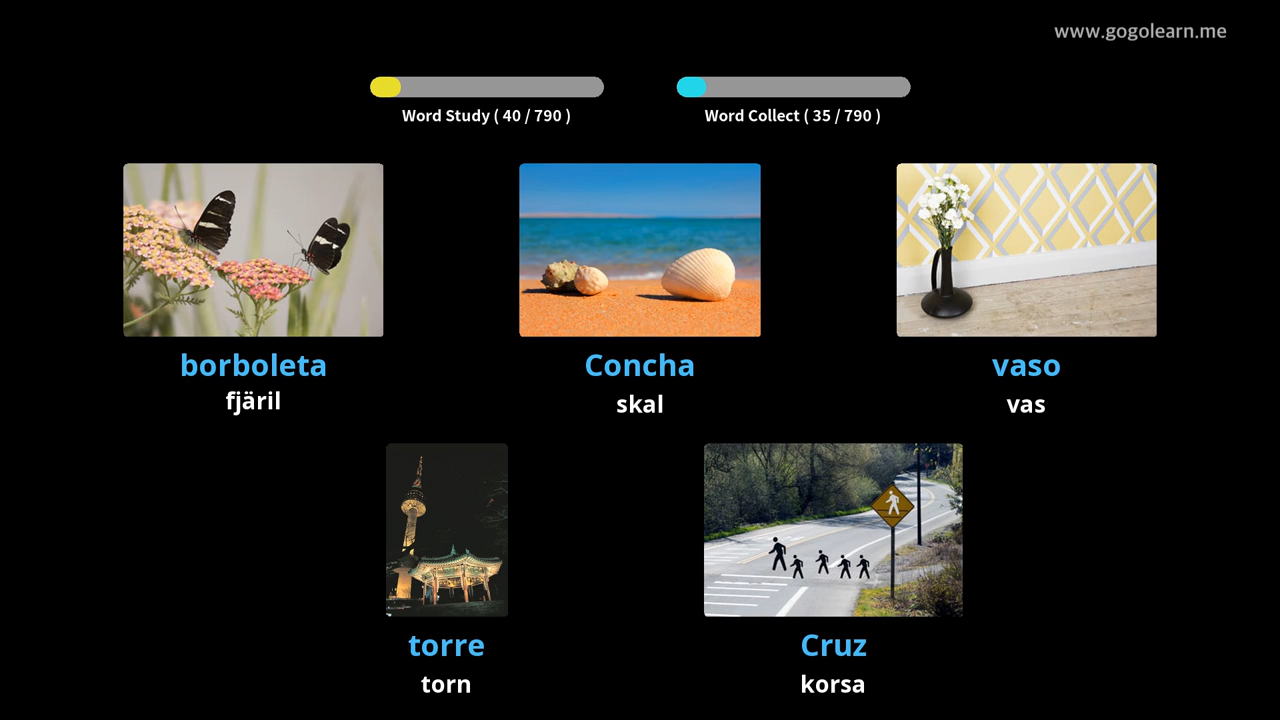 www.gogolearn.me
Word Study ( 40 / 790 )
Word Collect ( 35 / 790 )
borboleta
fjäril
Concha
skal
vaso
vas
torre
torn
Cruz
korsa